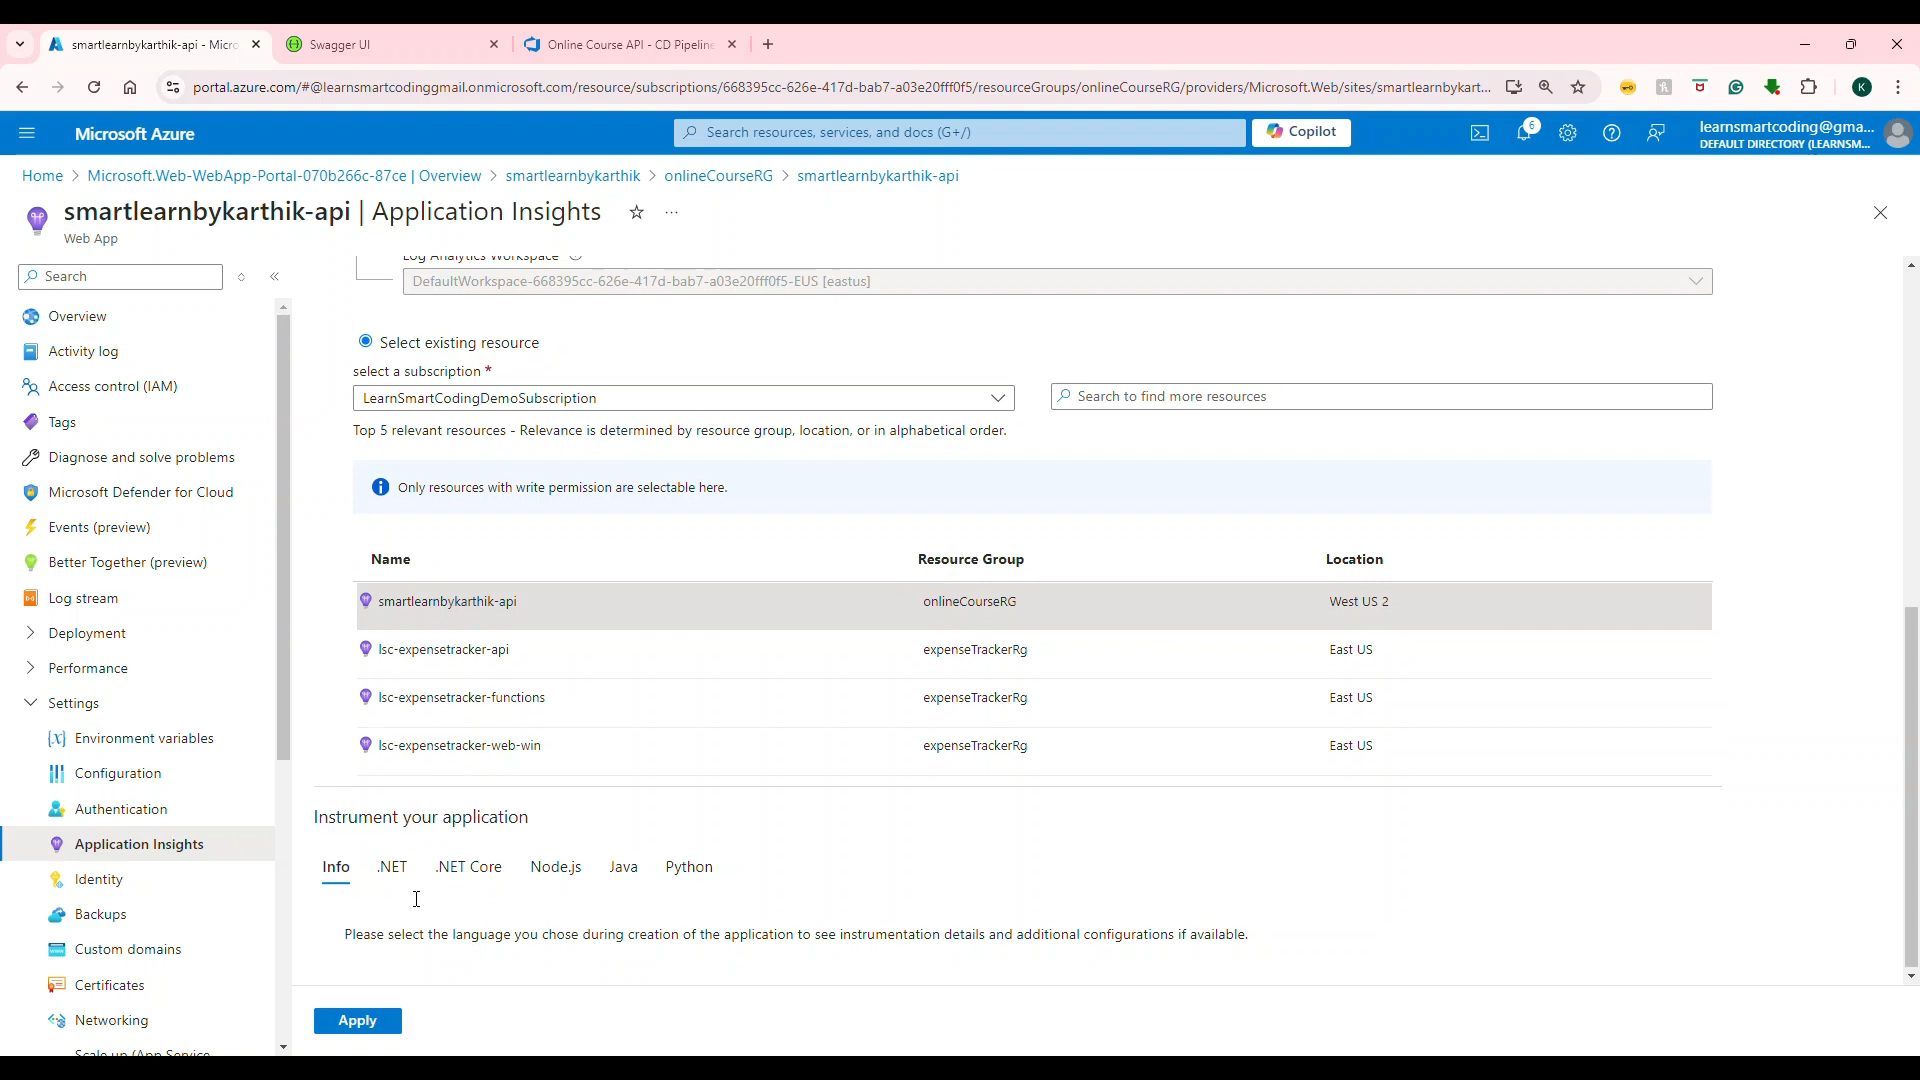 smartlearnbykarthik-api - Micro
Swagger UI
Online Course API - CD Pipeline
portal.azure.com/#@learnsmartcodinggmail.onmicrosoft.com/resource/subscriptions/668395cc-626e-417d-bab7-a03e20fff0f5/resourceGroups/onlineCourseRG/providers/Microsoft.Web/sites/smartlearnbykart...
K
Microsoft Azure
Search resources, services, and docs (G+/)
Copilot
6
learnsmartcoding@gma...
DEFAULT DIRECTORY (LEARNSM...
Home > Microsoft.Web-WebApp-Portal-070b266c-87ce | Overview > smartlearnbykarthik > onlineCourseRG > smartlearnbykarthik-api
smartlearnbykarthik-api | Application Insights
Web App
Search
Overview
Activity log
Access control (IAM)
Tags
Diagnose and solve problems
Microsoft Defender for Cloud
Events (preview)
Better Together (preview)
Log stream
Deployment
Performance
Settings
Environment variables
Configuration
Authentication
Application Insights
Identity
Backups
Custom domains
Certificates
Networking
Scale up (App Service
Log Analytics Workspace
DefaultWorkspace-668395cc-626e-417d-bab7-a03e20fff0f5-EUS [eastus]
Select existing resource
select a subscription *
LearnSmartCodingDemoSubscription
Search to find more resources
Top 5 relevant resources - Relevance is determined by resource group, location, or in alphabetical order.
Only resources with write permission are selectable here.
Name Resource Group Location
smartlearnbykarthik-api onlineCourseRG West US 2
lsc-expensetracker-api expenseTrackerRg East US
lsc-expensetracker-functions expenseTrackerRg East US
lsc-expensetracker-web-win expenseTrackerRg East US
Instrument your application
Info .NET .NET Core Node.js Java Python
Please select the language you chose during creation of the application to see instrumentation details and additional configurations if available.
Apply